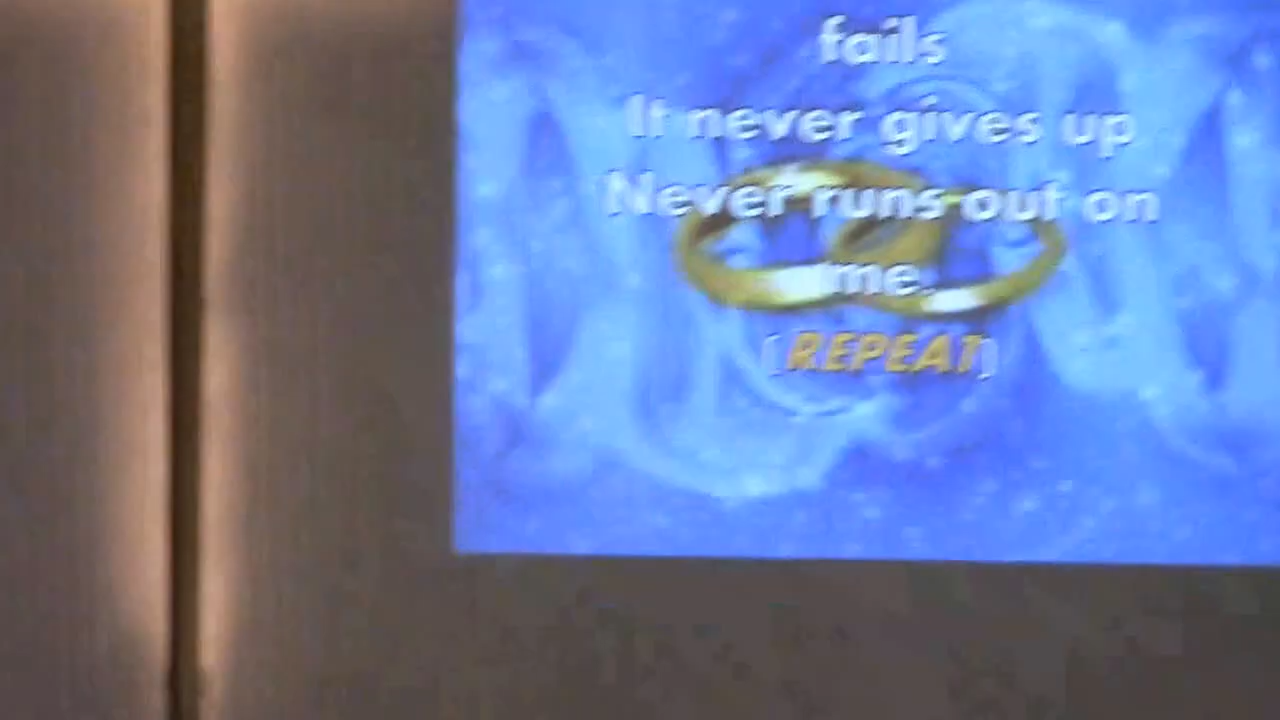 fails
It never gives up
Never runs out on
me.
(REPEAT)